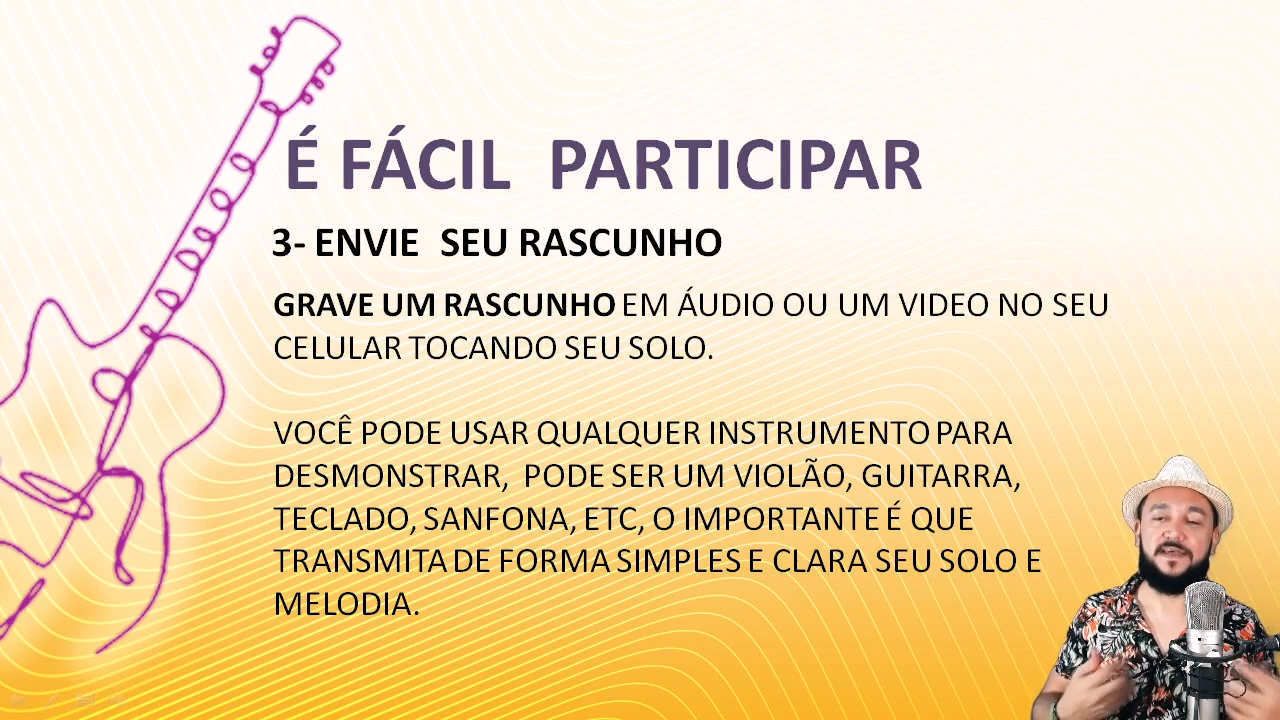 É FÁCIL PARTICIPAR
3- ENVIE SEU RASCUNHO
GRAVE UM RASCUNHO EM ÁUDIO OU UM VIDEO NO SEU
CELULAR TOCANDO SEU SOLO.
VOCÊ PODE USAR QUALQUER INSTRUMENTO PARA
DESMONSTRAR, PODE SER UM VIOLÃO, GUITARRA,
TECLADO, SANFONA, ETC, O IMPORTANTE É QUE
TRANSMITA DE FORMA SIMPLES E CLARA SEU SOLO E
MELODIA.